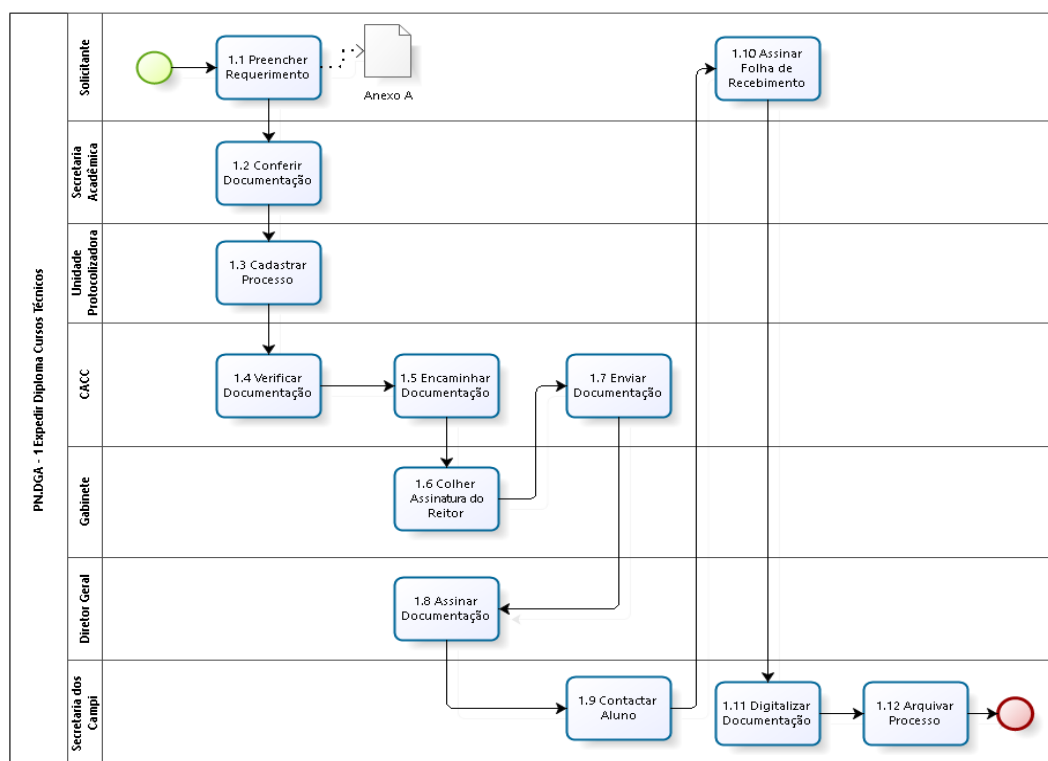 PN.DGA - 1 Expedir Diploma Cursos Técnicos
Solicitante
1.1 Preencher
Requerimento
Anexo A
1.10 Assinar
Folha de
Recebimento
Secretaria
Acadêmica
1.2 Conferir
Documentação
Unidade
Protocolizadora
1.3 Cadastrar
Processo
CACC
1.4 Verificar
Documentação
1.5 Encaminhar
Documentação
1.7 Enviar
Documentação
Gabinete
1.6 Colher
Assinatura do
Reitor
Diretor Geral
1.8 Assinar
Documentação
Secretaria dos
Campi
1.9 Contactar
Aluno
1.11 Digitalizar
Documentação
1.12 Arquivar
Processo